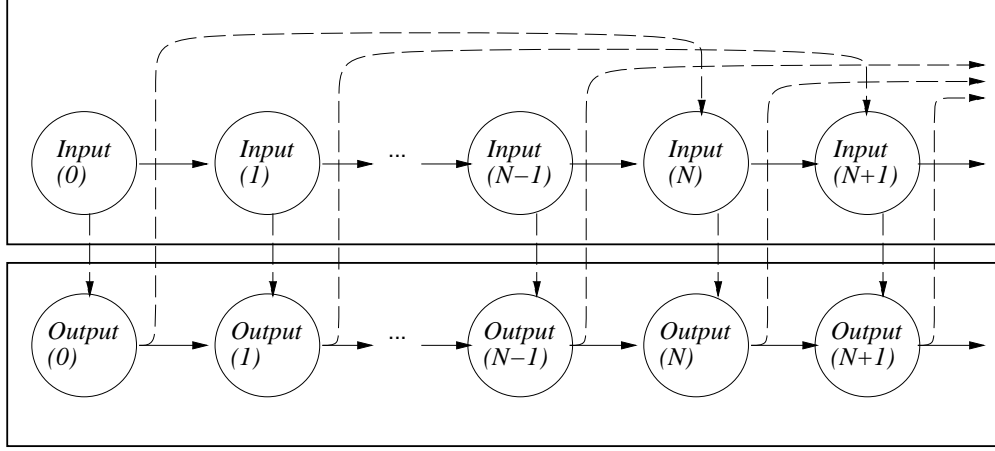 Input
(0)
Input
(1)
...
Input
(N−1)
Input
(N)
Input
(N+1)
Output
(0)
Output
(1)
...
Output
(N−1)
Output
(N)
Output
(N+1)